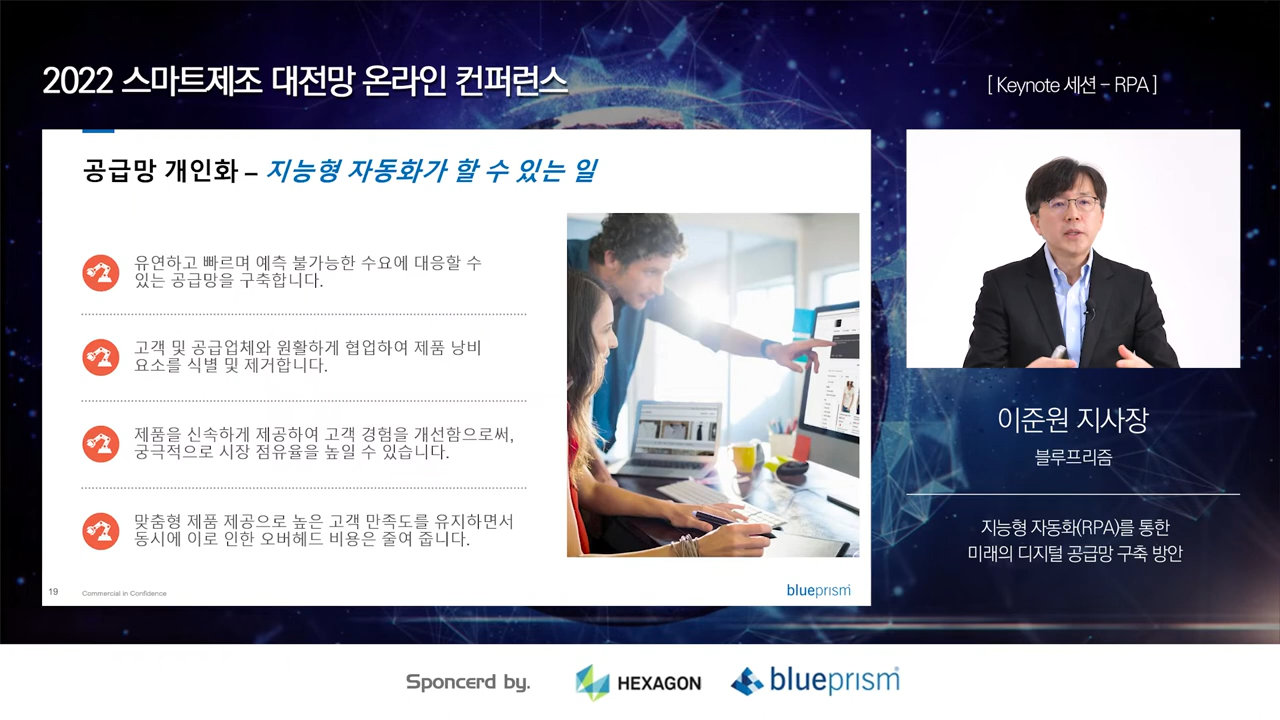 2022 스마트제조 대전망 온라인 컨퍼런스
[ Keynote 세션 - RPA ]
공급망 개인화 – 지능형 자동화가 할 수 있는 일
유연하고 빠르며 예측 불가능한 수요에 대응할 수
있는 공급망을 구축합니다.
고객 및 공급업체와 원활하게 협업하여 제품 낭비
요소를 식별 및 제거합니다.
제품을 신속하게 제공하여 고객 경험을 개선함으로써,
궁극적으로 시장 점유율을 높일 수 있습니다.
맞춤형 제품 제공으로 높은 고객 만족도를 유지하면서
동시에 이로 인한 오버헤드 비용은 줄여 줍니다.
19
Commercial in Confidence
blueprism
이준원 지사장
블루프리즘
지능형 자동화(RPA)를 통한
미래의 디지털 공급망 구축 방안
Sponcerd by.
HEXAGON
blueprism